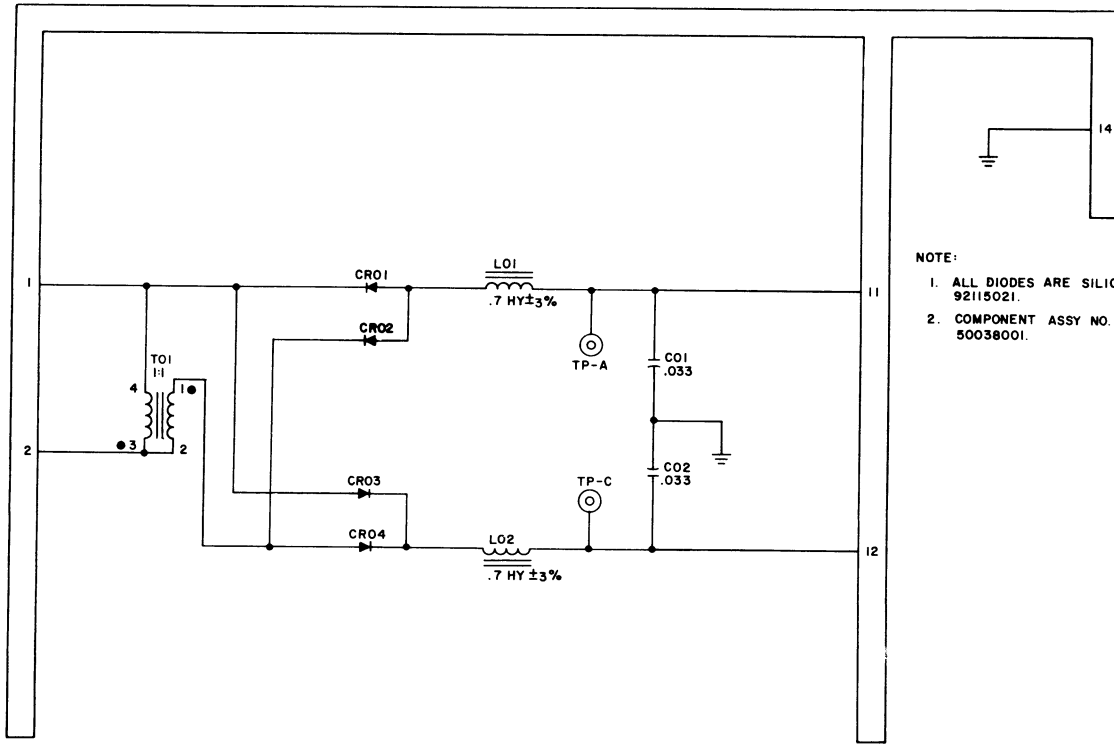 14
NOTE:
1. ALL DIODES ARE
92115021.
2. COMPONENT ASSY NO.
50038001.
1
CR01
L01
.7 HY±3%
11
CR02
TP-A
C01
.033
T01
1:1
4
1
3
2
2
C02
.033
CR03
TP-C
CR04
L02
.7 HY±3%
12